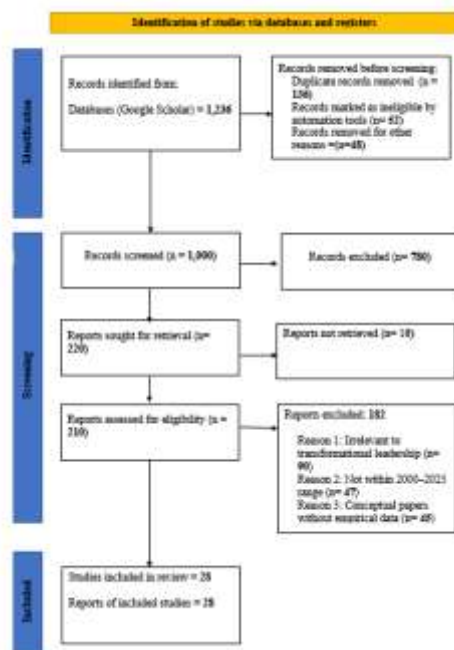 Identification of studies via databases and registers
Identification
Records identified from:
Databases (Google Scholar) = 1,236
Records removed before screening:
Duplicate records removed (n =
136)
Records marked as ineligible by
automation tools (n= 52)
Records removed for other
reasons =(n=48)
Screening
Records screened (n = 1,000)
Records excluded (n= 780)
Reports sought for retrieval (n=
220)
Reports not retrieved (n= 10)
Reports assessed for eligibility (n =
210)
Reports excluded: 182
Reason 1: Irrelevant to
transformational leadership (n=
90)
Reason 2: Not within 2000–2025
range (n= 47)
Reason 3: Conceptual papers
without empirical data (n= 45)
Included
Studies included in review = 28
Reports of included studies = 28